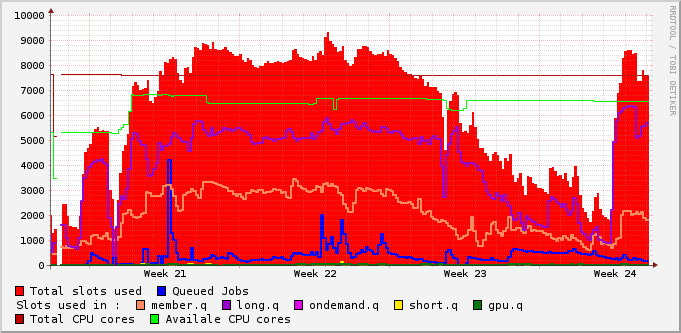 10000
9000
8000
7000
6000
5000
4000
3000
2000
1000
0
Week 21 Week 22 Week 23 Week 24
RRDTOOL / TOBI OETIKER
Total slots used Queued Jobs
Slots used in : member.q long.q ondemand.q short.q gpu.q
Total CPU cores Availale CPU cores